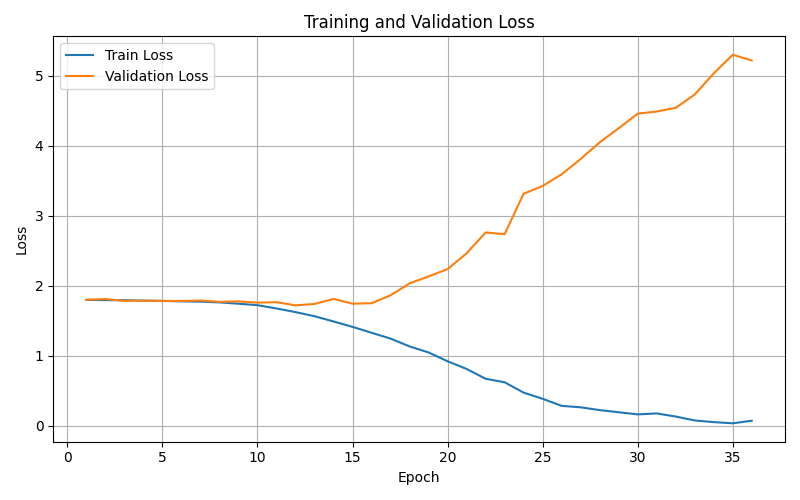 Training and Validation Loss
Train Loss
Validation Loss
Loss
5
4
3
2
1
0
0 5 10 15 20 25 30 35
Epoch